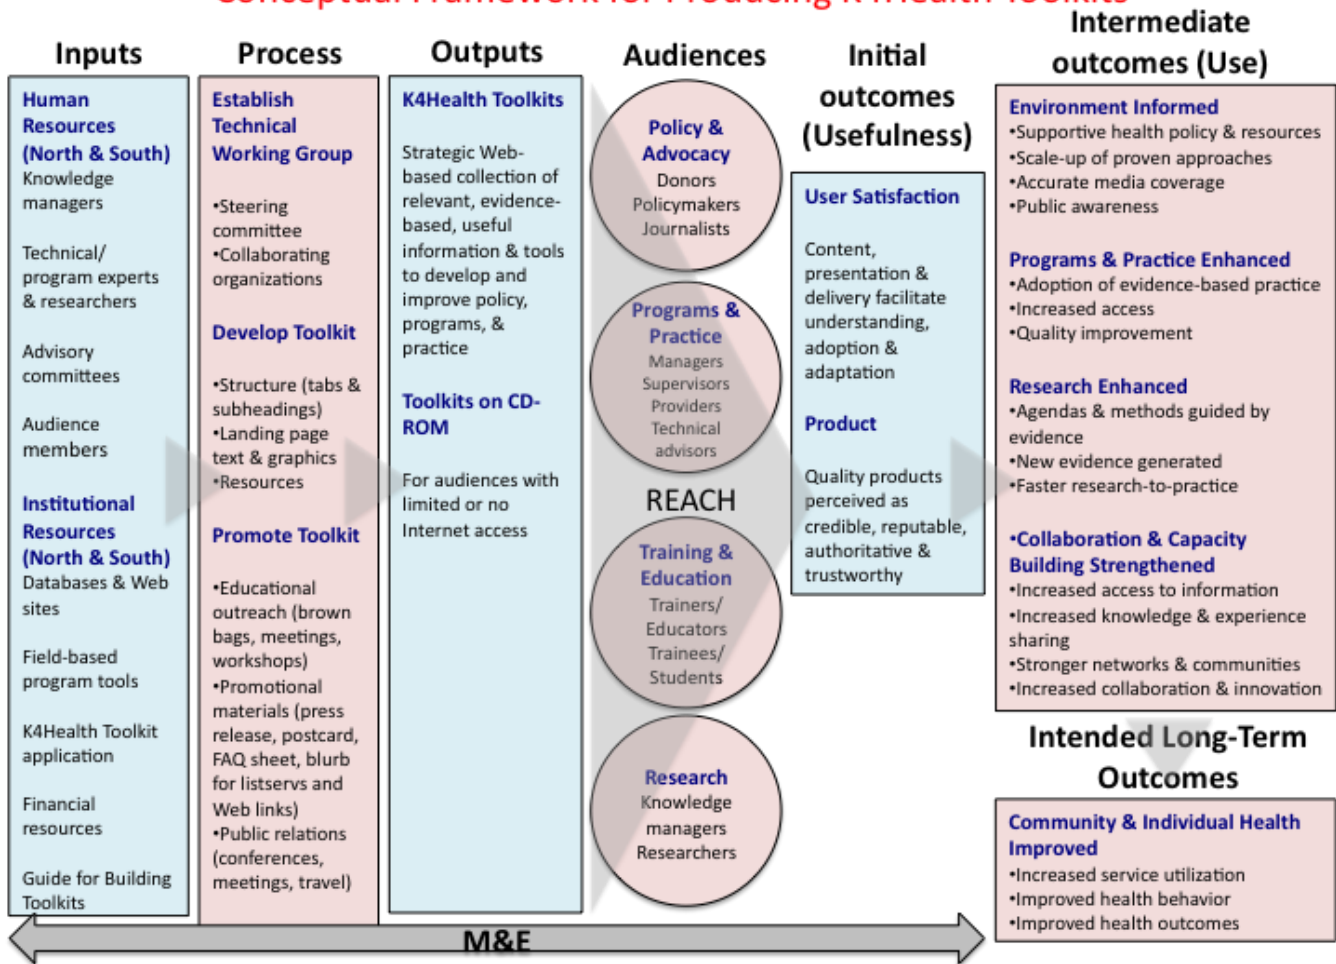 Conceptual Framework for Producing K4Health Toolkits
Inputs
Human
Resources
(North & South)
Knowledge
managers
Technical/
program experts
& researchers
Advisory
committees
Audience
members
Institutional
Resources
(North & South)
Databases & Web
sites
Field-based
program tools
K4Health Toolkit
application
Financial
resources
Guide for Building
Toolkits
Process
Establish
Technical
Working Group
•Steering
committee
•Collaborating
organizations
Develop Toolkit
•Structure (tabs &
subheadings)
•Landing page
text & graphics
•Resources
Promote Toolkit
•Educational
outreach (brown
bags, meetings,
workshops)
•Promotional
materials (press
release, postcard,
FAQ sheet, blurb
for listservs and
Web links)
•Public relations
(conferences,
meetings, travel)
Outputs
K4Health Toolkits
Strategic Web-
based collection of
relevant, evidence-
based, useful
information & tools
to develop and
improve policy,
programs, &
practice
Toolkits on CD-
ROM
For audiences with
limited or no
Internet access
Audiences
Policy &
Advocacy
Donors
Policymakers
Journalists
Programs &
Practice
Managers
Supervisors
Providers
Technical
advisors
REACH
Training &
Education
Trainers/
Educators
Trainees/
Students
Research
Knowledge
managers
Researchers
Initial
outcomes
(Usefulness)
User Satisfaction
Content,
presentation &
delivery facilitate
understanding,
adoption &
adaptation
Product
Quality products
perceived as
credible, reputable,
authoritative &
trustworthy
Intermediate
outcomes (Use)
Environment Informed
•Supportive health policy & resources
•Scale-up of proven approaches
•Accurate media coverage
•Public awareness
Programs & Practice Enhanced
•Adoption of evidence-based practice
•Increased access
•Quality improvement
Research Enhanced
•Agendas & methods guided by
evidence
•New evidence generated
•Faster research-to-practice
•Collaboration & Capacity
Building Strengthened
•Increased access to information
•Increased knowledge & experience
sharing
•Stronger networks & communities
•Increased collaboration & innovation
Intended Long-Term
Outcomes
Community & Individual Health
Improved
•Increased service utilization
•Improved health behavior
•Improved health outcomes
M&E